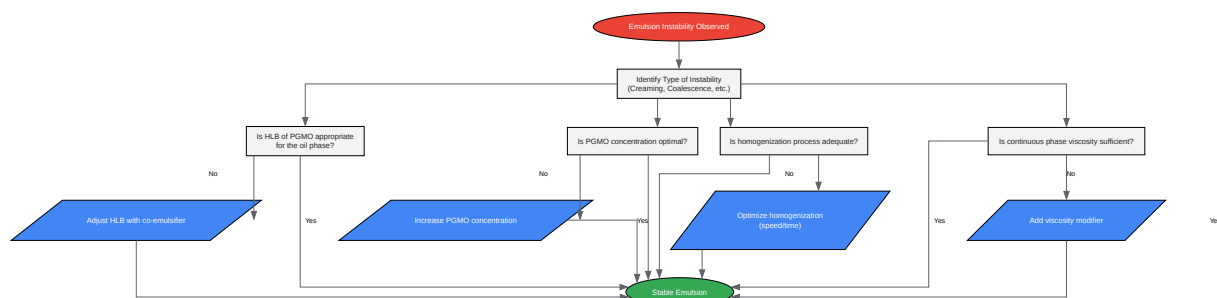 Emulsion Instability Observed
Identify Type of Instability
(Creaming, Coalescence, etc.)
Is HLB of PGMO appropriate
for the oil phase?
Is PGMO concentration optimal?
Is homogenization process adequate?
Is continuous phase viscosity sufficient?
No
No
No
No
Adjust HLB with co-emulsifier
Yes
Increase PGMO concentration
Yes
Optimize homogenization
(speed/time)
Yes
Add viscosity modifier
Ye
Stable Emulsion